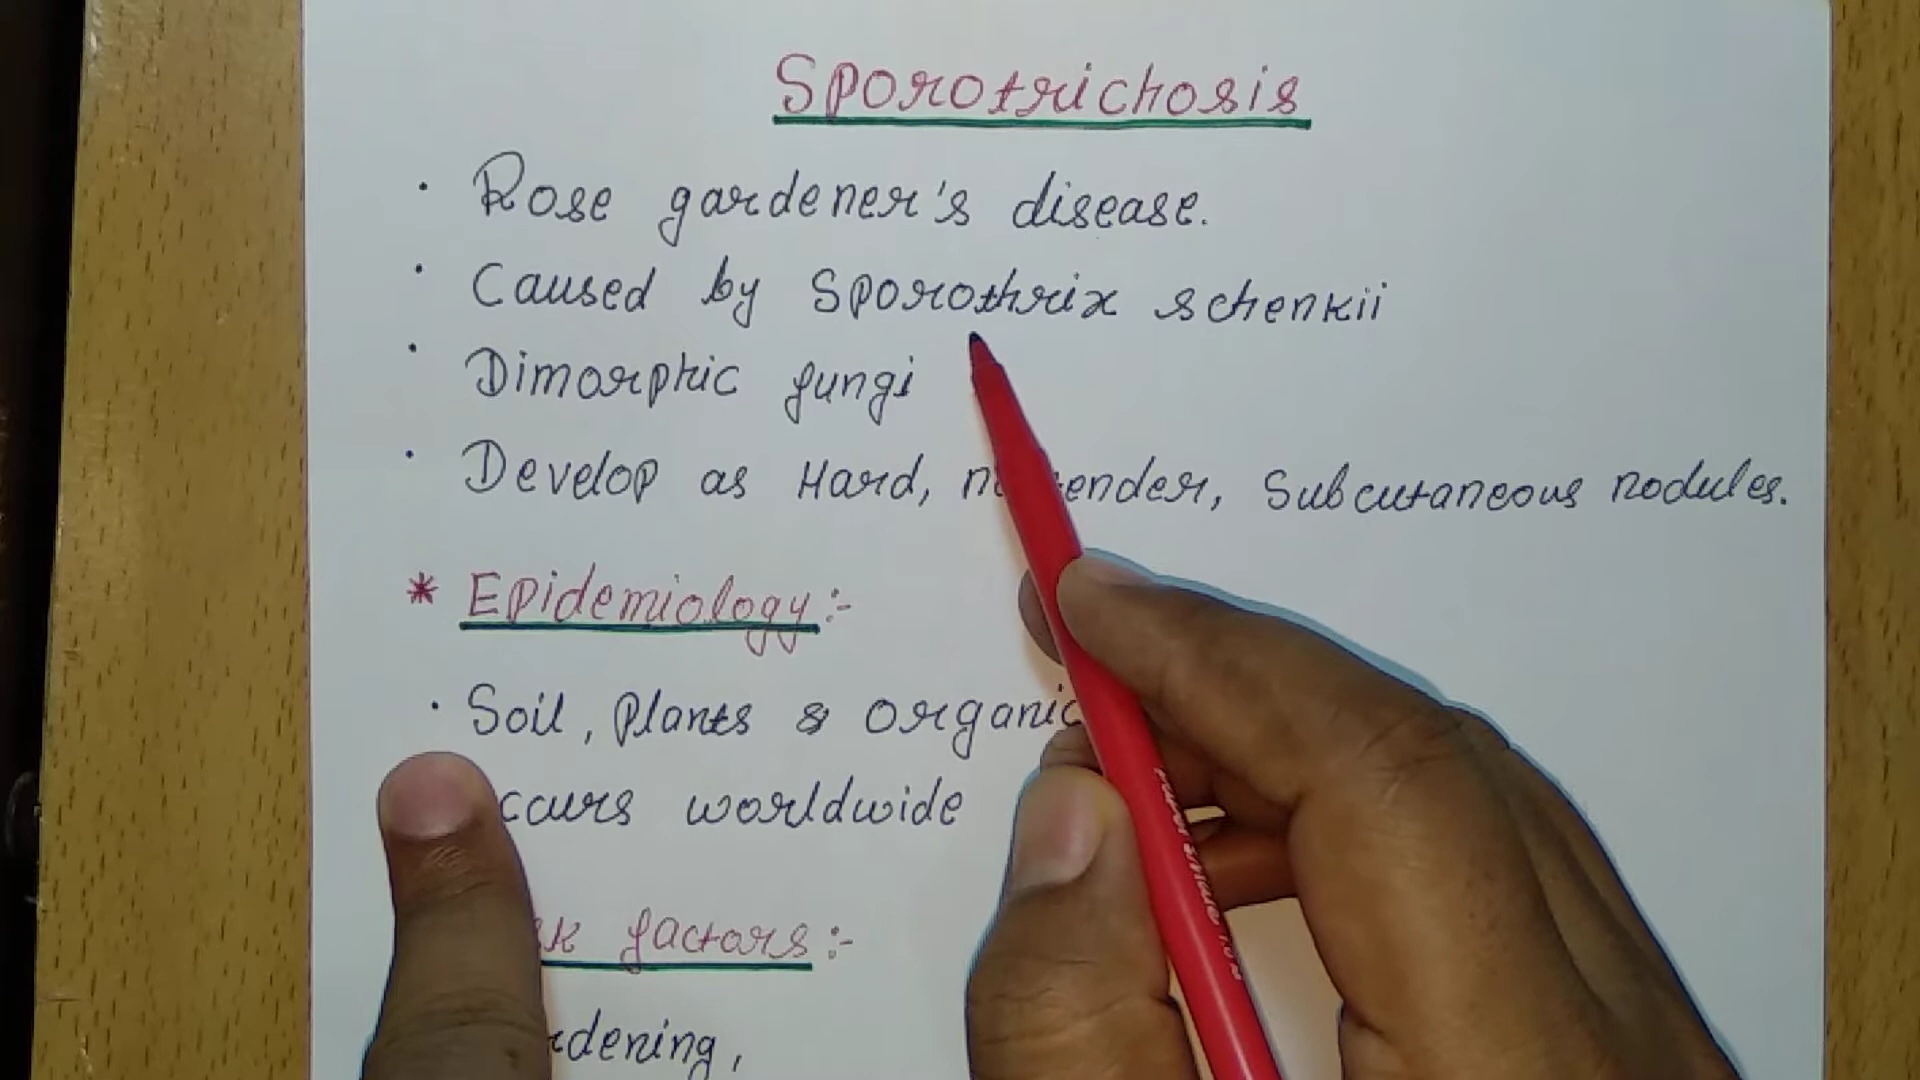 Sporotrichosis
· Rose gardener's disease.
· Caused by Sporothrix schenkii
· Dimorphic fungi
· Develop as Hard, tender, Subcutaneous nodules.
* Epidemiology :-
· Soil, Plants & organic
ccurs worldwide
factors :-
rdening,